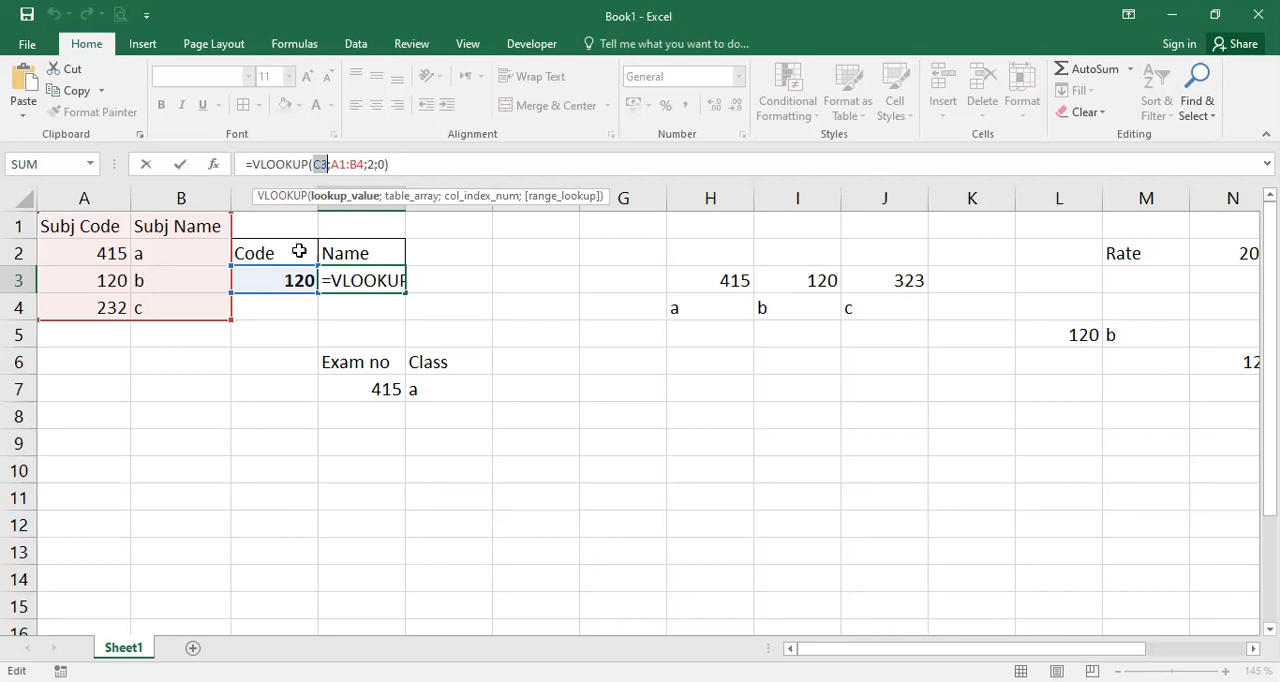 Book1 - Excel
File Home Insert Page Layout Formulas Data Review View Developer Tell me what you want to do... Sign in Share
Paste Cut Copy Format Painter
11
B I U A
Wrap Text
Merge & Center
General
%
Conditional Formatting
Format as Table
Cell Styles
Insert Delete Format
AutoSum
Fill
Clear
Sort & Filter
Find & Select
Clipboard Font Alignment Number Styles Cells Editing
SUM fx =VLOOKUP(C3;A1:B4;2;0)
VLOOKUP(lookup_value; table_array; col_index_num; [range_lookup])
A B G H I J K L M N
1 Subj Code Subj Name
2 415 a Code Name Rate 20
3 120 b 120 =VLOOKUP 415 120 323
4 232 c a b c
5 120 b
6 Exam no Class 12
7 415 a
8
9
10
11
12
13
14
15
16
Sheet1
Edit 145 %